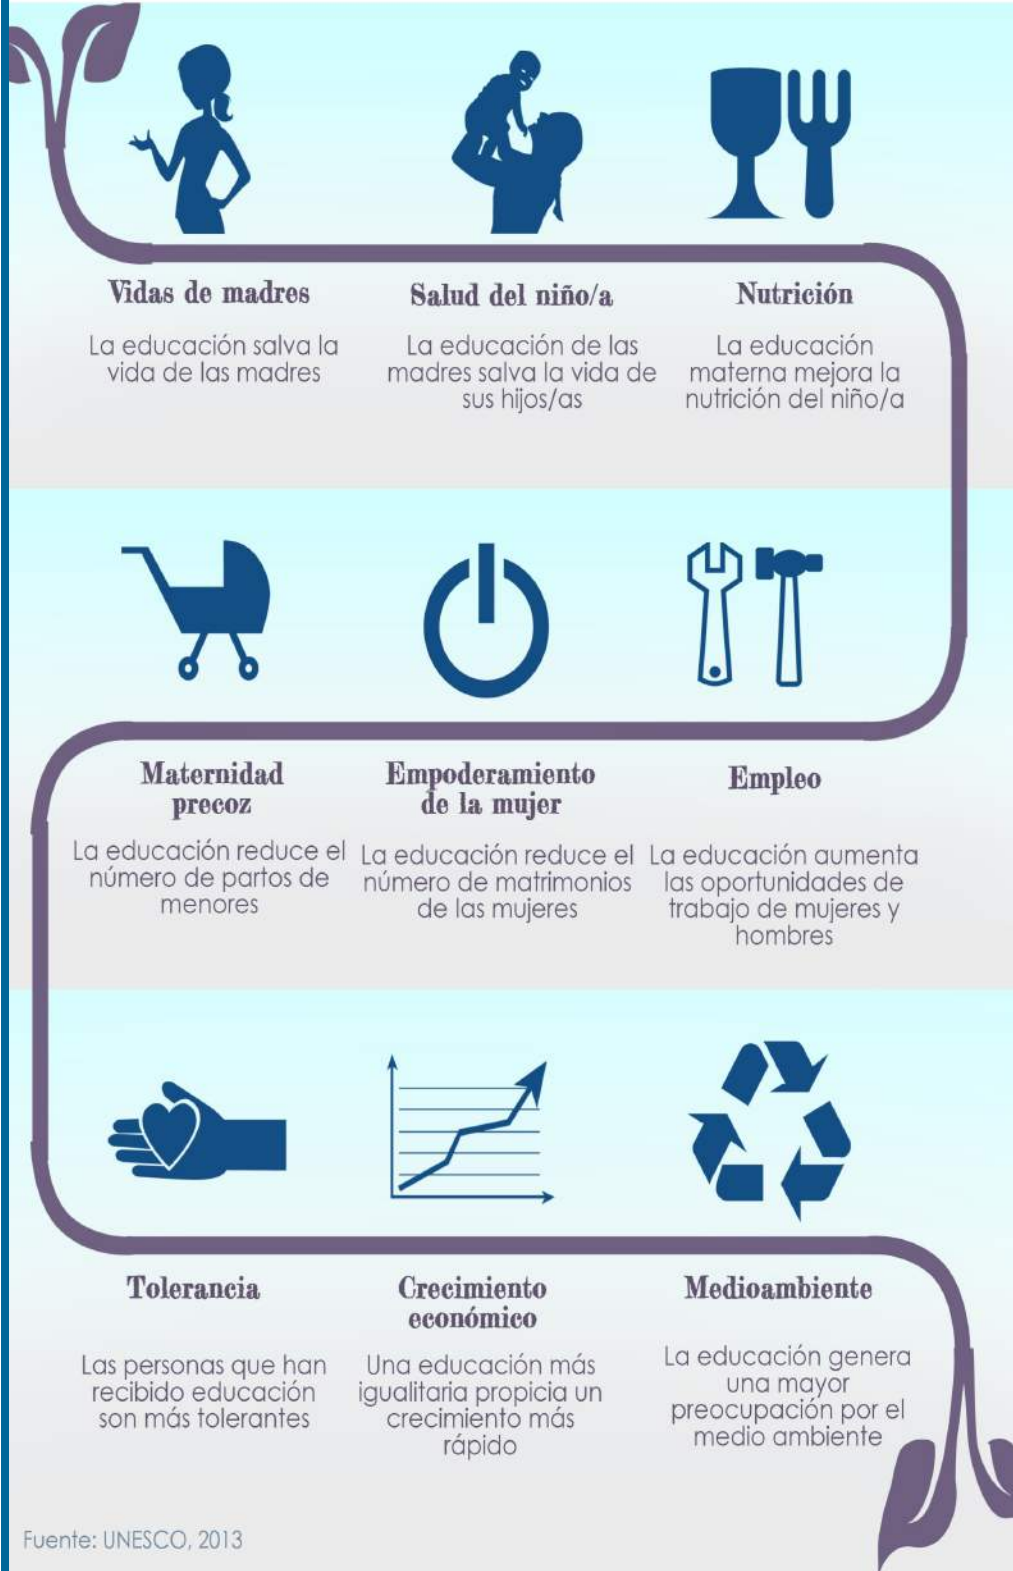 Vidas de madres
La educación salva la
vida de las madres
Salud del niño/a
La educación de las
madres salva la vida de
sus hijos/as
Nutrición
La educación
materna mejora la
nutrición del niño/a
Maternidad
precoz
La educación reduce el
número de partos de
menores
Empoderamiento
de la mujer
La educación reduce el
número de matrimonios
de las mujeres
Empleo
La educación aumenta
las oportunidades de
trabajo de mujeres y
hombres
Tolerancia
Las personas que han
recibido educación
son más tolerantes
Crecimiento
económico
Una educación más
igualitaria propicia un
crecimiento más
rápido
Medioambiente
La educación genera
una mayor
preocupación por el
medio ambiente
Fuente: UNESCO, 2013